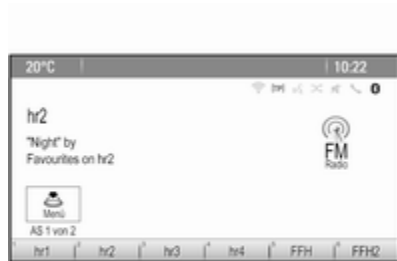 20°C 10:22
hr2
"Night" by
Favourites on hr2
FM
Radio
Menü
AS 1 von 2
hr1 hr2 hr3 hr4 FFH FFH2